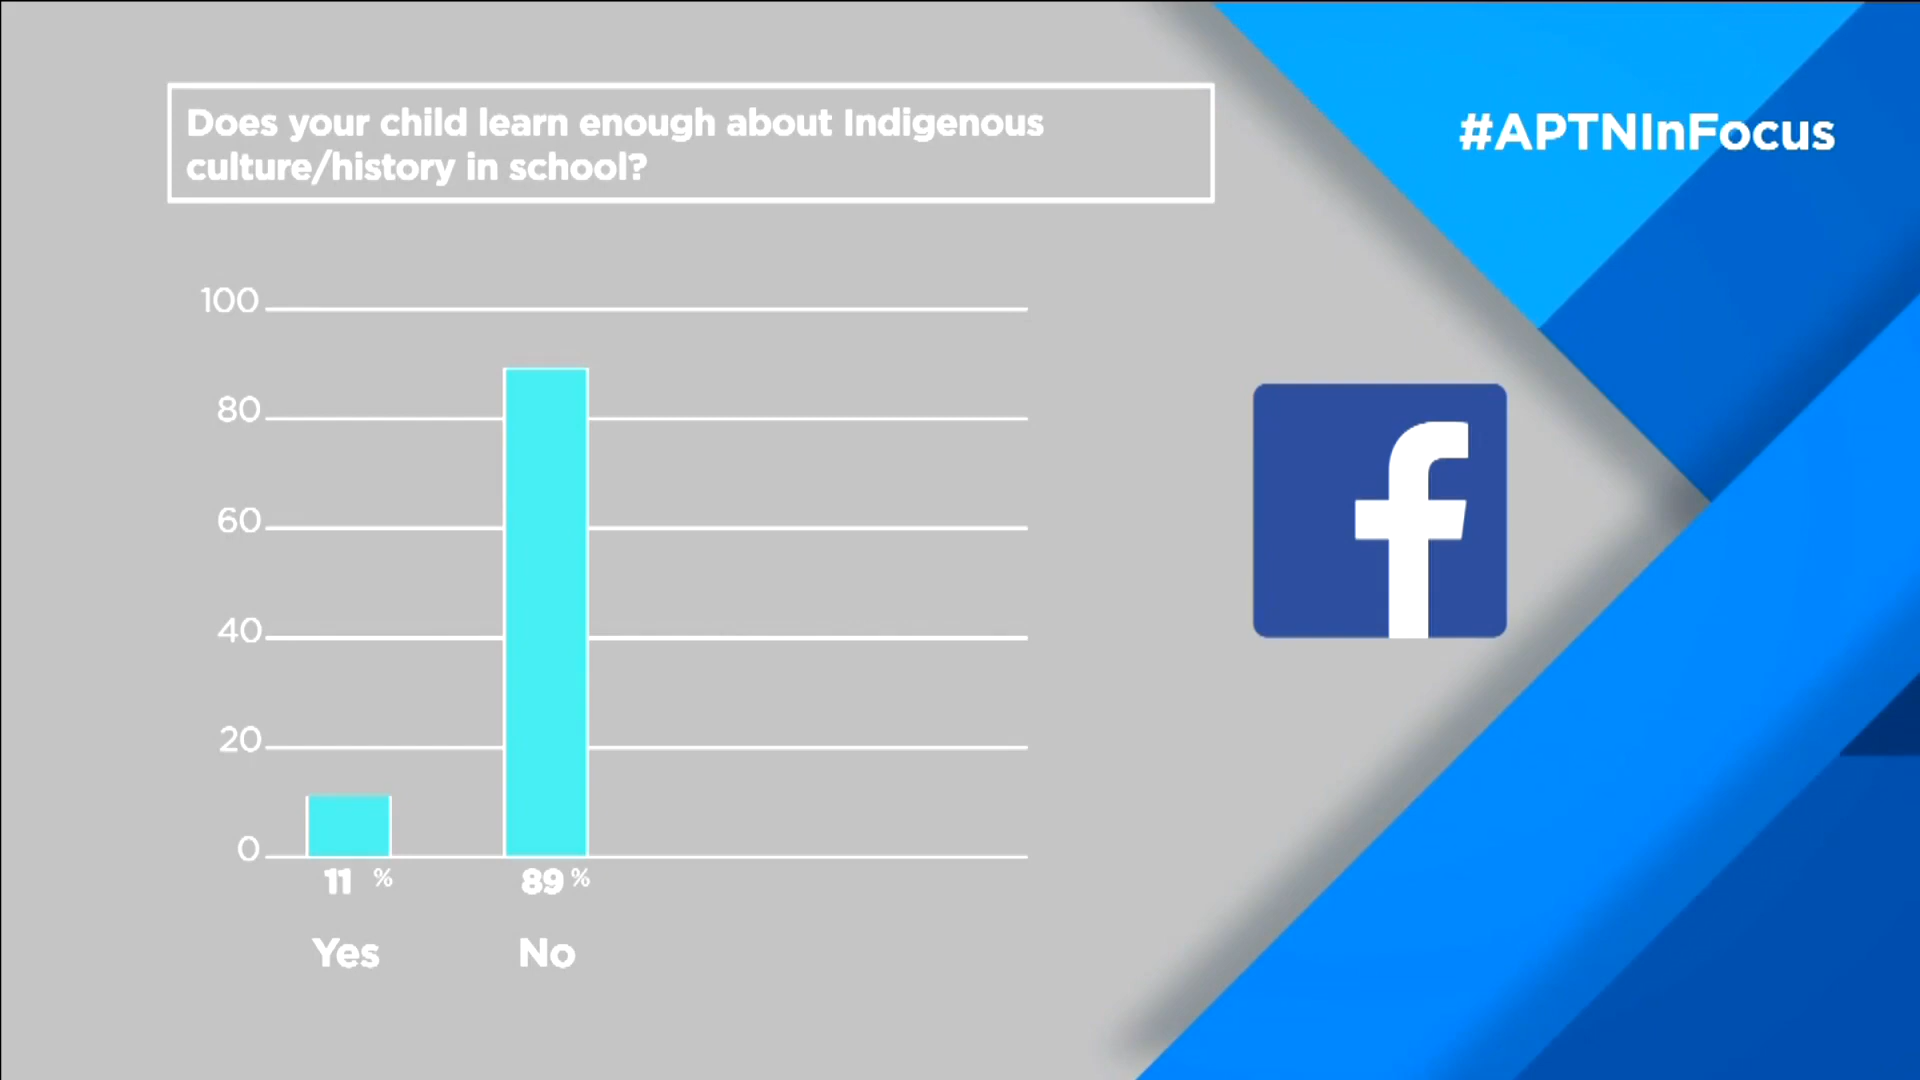 Does your child learn enough about Indigenous
culture/history in school?
#APTNInFocus
100
80
60
40
20
0
11 %
89 %
Yes
No
f